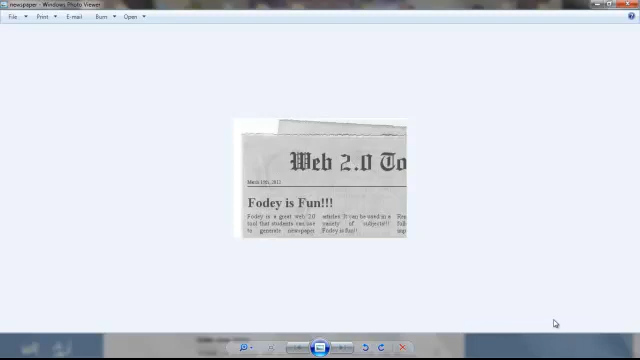 newspaper - Windows Photo Viewer
File Print E-mail Burn Open
Web 2.0 To
March 19th, 2012
Fodey is Fun!!!
Fodey is a great web 2.0 articles. It can be used in a
tool that students can use variety of subjects!!!
to generate newspaper Fodey is fun!!